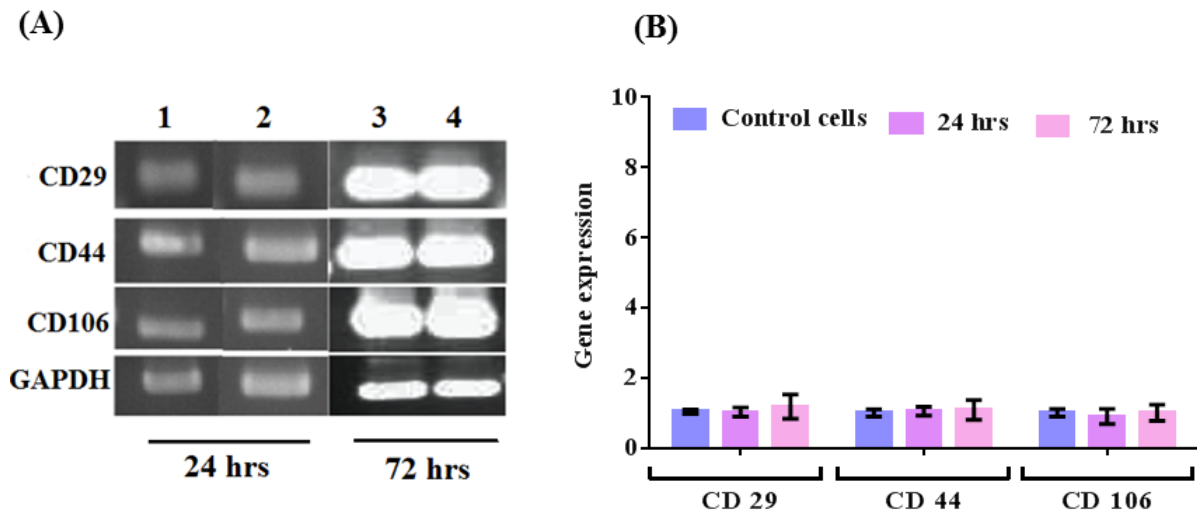 (A)
1 2 3 4
CD29
CD44
CD106
GAPDH
24 hrs 72 hrs
(B)
Control cells 24 hrs 72 hrs
Gene expression
10
8
6
4
2
0
CD 29 CD 44 CD 106